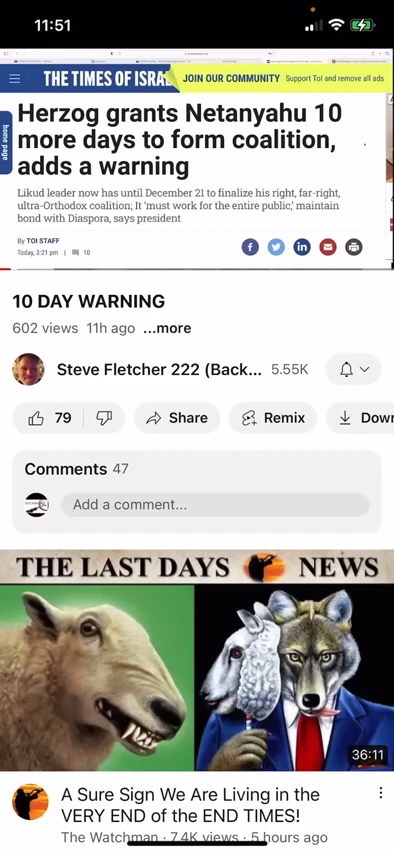 11:51
THE TIMES OF ISRA
JOIN OUR COMMUNITY Support ToI and remove all ads
home page
Herzog grants Netanyahu 10
more days to form coalition,
adds a warning
Likud leader now has until December 21 to finalize his right, far-right,
ultra-Orthodox coalition; It 'must work for the entire public,' maintain
bond with Diaspora, says president
By TOI STAFF
Today, 3:21 pm | 10
10 DAY WARNING
602 views 11h ago ...more
Steve Fletcher 222 (Back... 5.55K
79 Share Remix Down
Comments 47
Add a comment...
THE LAST DAYS NEWS
36:11
A Sure Sign We Are Living in the
VERY END of the END TIMES!
The Watchman · 7.4K views · 5 hours ago